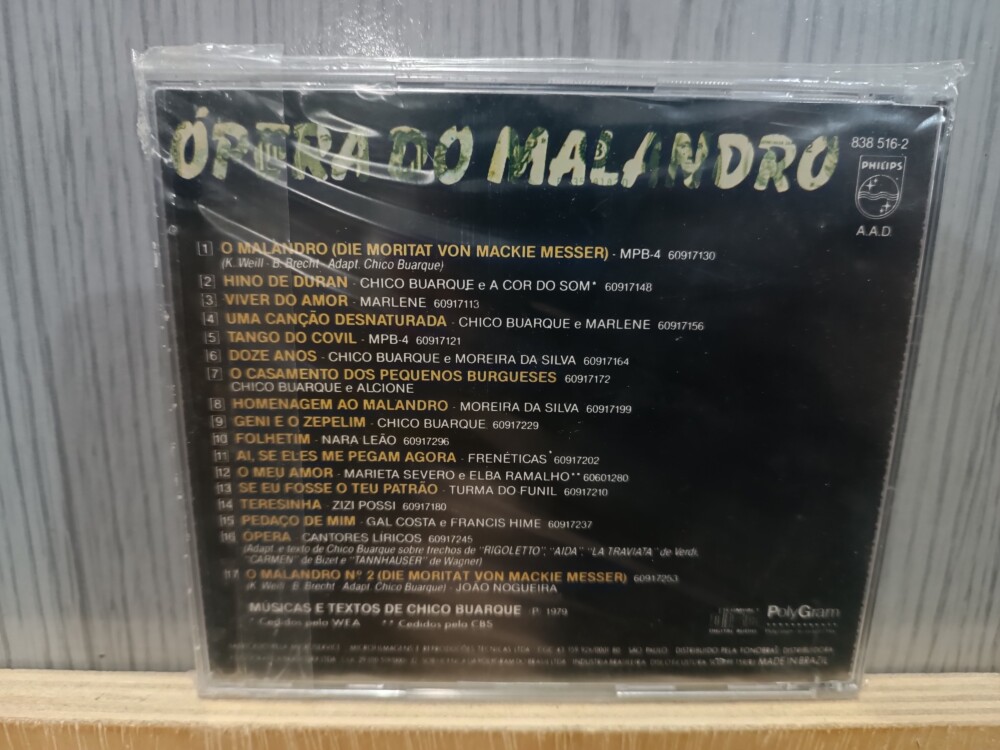 ÓPERA DO MALANDRO
838 516-2
PHILIPS
A.A.D.
1 O MALANDRO (DIE MORITAT VON MACKIE MESSER) - MPB-4 60917130
(K. Weill - B. Brecht - Adapt. Chico Buarque)
2 HINO DE DURAN - CHICO BUARQUE e A COR DO SOM* 60917148
3 VIVER DO AMOR - MARLENE 60917113
4 UMA CANÇÃO DESNATURADA - CHICO BUARQUE e MARLENE 60917156
5 TANGO DO COVIL - MPB-4 60917121
6 DOZE ANOS - CHICO BUARQUE e MOREIRA DA SILVA 60917164
7 O CASAMENTO DOS PEQUENOS BURGUESES 60917172
CHICO BUARQUE e ALCIONE
8 HOMENAGEM AO MALANDRO - MOREIRA DA SILVA 60917199
9 GENI E O ZEPELIM - CHICO BUARQUE 60917229
10 FOLHETIM - NARA LEÃO 60917296
11 AI, SE ELES ME PEGAM AGORA - FRENÉTICAS* 60917202
12 O MEU AMOR - MARIETA SEVERO e ELBA RAMALHO** 60601280
13 SE EU FOSSE O TEU PATRÃO - TURMA DO FUNIL 60917210
14 TERESINHA - ZIZI POSSI 60917180
15 PEDAÇO DE MIM - GAL COSTA e FRANCIS HIME 60917237
16 ÓPERA - CANTORES LÍRICOS 60917245
(Adapt. e texto de Chico Buarque sobre trechos de "RIGOLETTO", "AIDA", "LA TRAVIATA" de Verdi,
"CARMEN" de Bizet e "TANNHAUSER" de Wagner)
17 O MALANDRO Nº 2 (DIE MORITAT VON MACKIE MESSER) 60917253
(K. Weill - B. Brecht - Adapt. Chico Buarque) - JOÃO NOGUEIRA
MÚSICAS E TEXTOS DE CHICO BUARQUE - P. 1979
* Cedidos pela WEA ** Cedidos pela CBS
PolyGram
SÃO PAULO DISTRIBUIDO PELA
INDÚSTRIA BRASILEIRA MADE IN BRAZIL